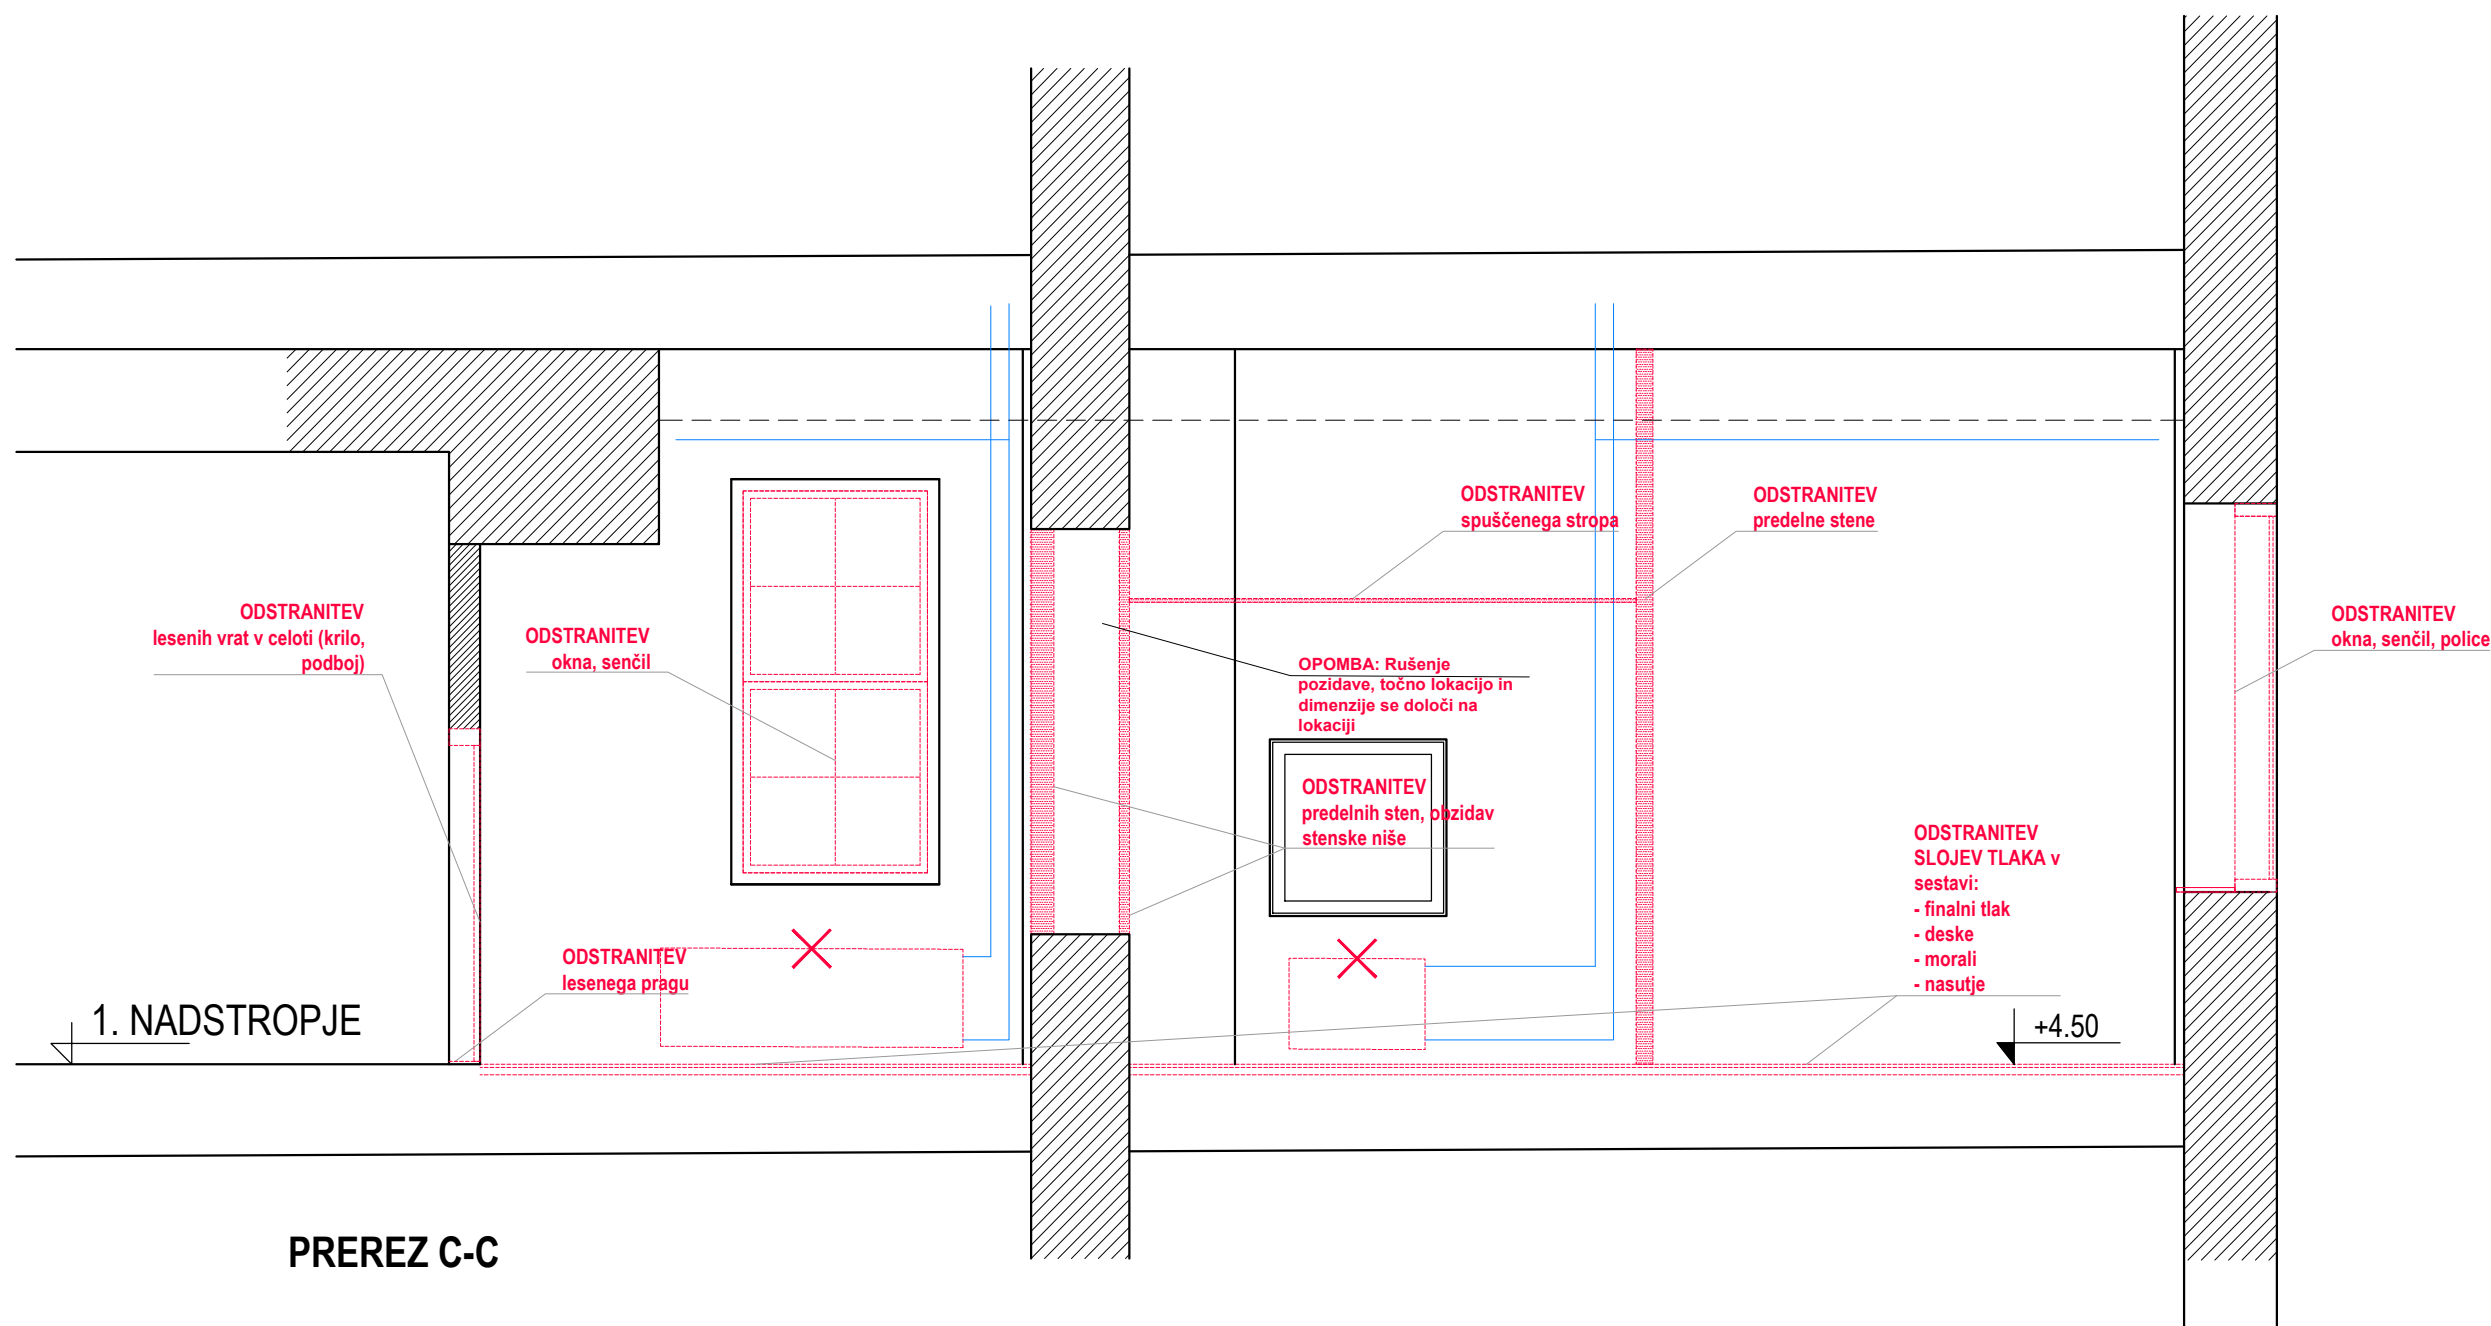 ODSTRANITEV
spuščenega stropa
ODSTRANITEV
predelne stene
ODSTRANITEV
lesenih vrat v celoti (krilo,
podboj)
ODSTRANITEV
okna, senčil
ODSTRANITEV
okna, senčil, police
OPOMBA: Rušenje
pozidave, točno lokacijo in
dimenzije se določi na
lokaciji
ODSTRANITEV
predelnih sten, obzidav
stenske niše
ODSTRANITEV
SLOJEV TLAKA v
sestavi:
- finalni tlak
- deske
- morali
- nasutje
ODSTRANITEV
lesenega pragu
1. NADSTROPJE
+4.50
PREREZ C-C